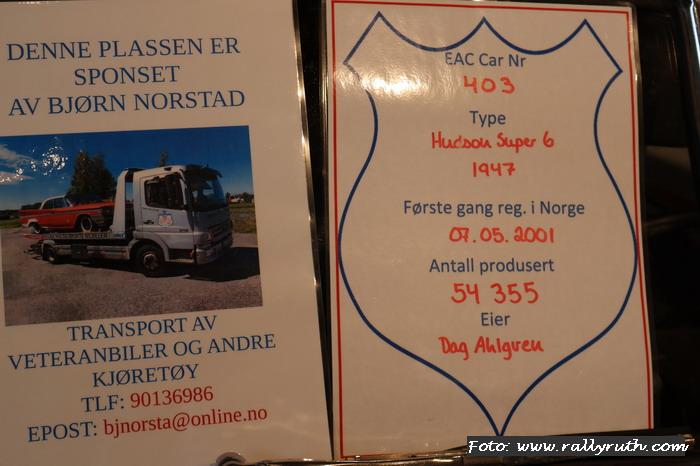 DENNE PLASSEN ER
SPONSET
AV BJØRN NORSTAD
TRANSPORT AV
VETERANBILER OG ANDRE
KJØRETØY
TLF: 90136986
EPOST: bjnorsta@online.no
EAC Car Nr
403
Type
Hudson Super 6
1947
Første gang reg. i Norge
07.05.2001
Antall produsert
54 355
Eier
Dag Ahlgren
Foto: www.rallyruth.com